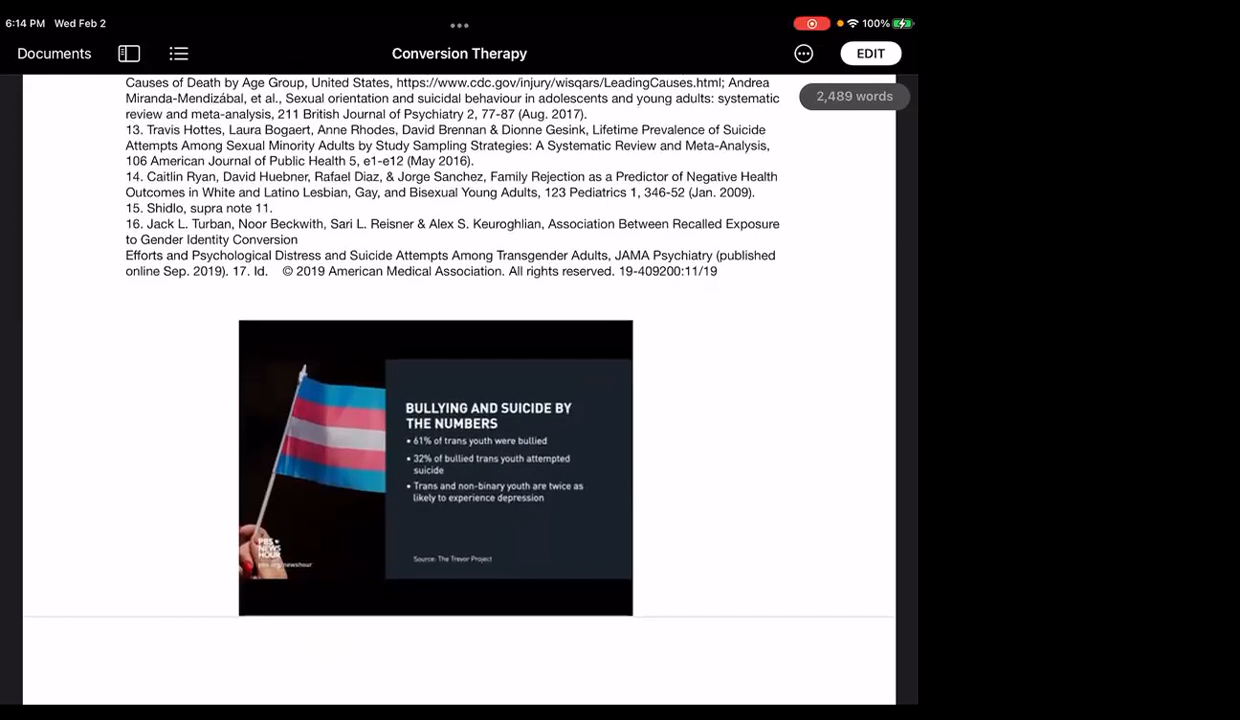 6:14 PM Wed Feb 2
100%
Documents
Conversion Therapy
EDIT
2,489 words
Causes of Death by Age Group, United States, https://www.cdc.gov/injury/wisqars/LeadingCauses.html; Andrea
Miranda-Mendizábal, et al., Sexual orientation and suicidal behaviour in adolescents and young adults: systematic
review and meta-analysis, 211 British Journal of Psychiatry 2, 77-87 (Aug. 2017).
13. Travis Hottes, Laura Bogaert, Anne Rhodes, David Brennan & Dionne Gesink, Lifetime Prevalence of Suicide
Attempts Among Sexual Minority Adults by Study Sampling Strategies: A Systematic Review and Meta-Analysis,
106 American Journal of Public Health 5, e1-e12 (May 2016).
14. Caitlin Ryan, David Huebner, Rafael Diaz, & Jorge Sanchez, Family Rejection as a Predictor of Negative Health
Outcomes in White and Latino Lesbian, Gay, and Bisexual Young Adults, 123 Pediatrics 1, 346-52 (Jan. 2009).
15. Shidlo, supra note 11.
16. Jack L. Turban, Noor Beckwith, Sari L. Reisner & Alex S. Keuroghlian, Association Between Recalled Exposure
to Gender Identity Conversion
Efforts and Psychological Distress and Suicide Attempts Among Transgender Adults, JAMA Psychiatry (published
online Sep. 2019). 17. Id. © 2019 American Medical Association. All rights reserved. 19-409200:11/19
BULLYING AND SUICIDE BY
THE NUMBERS
• 61% of trans youth were bullied
• 32% of bullied trans youth attempted
suicide
• Trans and non-binary youth are twice as
likely to experience depression
PBS
NEWS
HOUR
pbs.org/newshour
Source: The Trevor Project